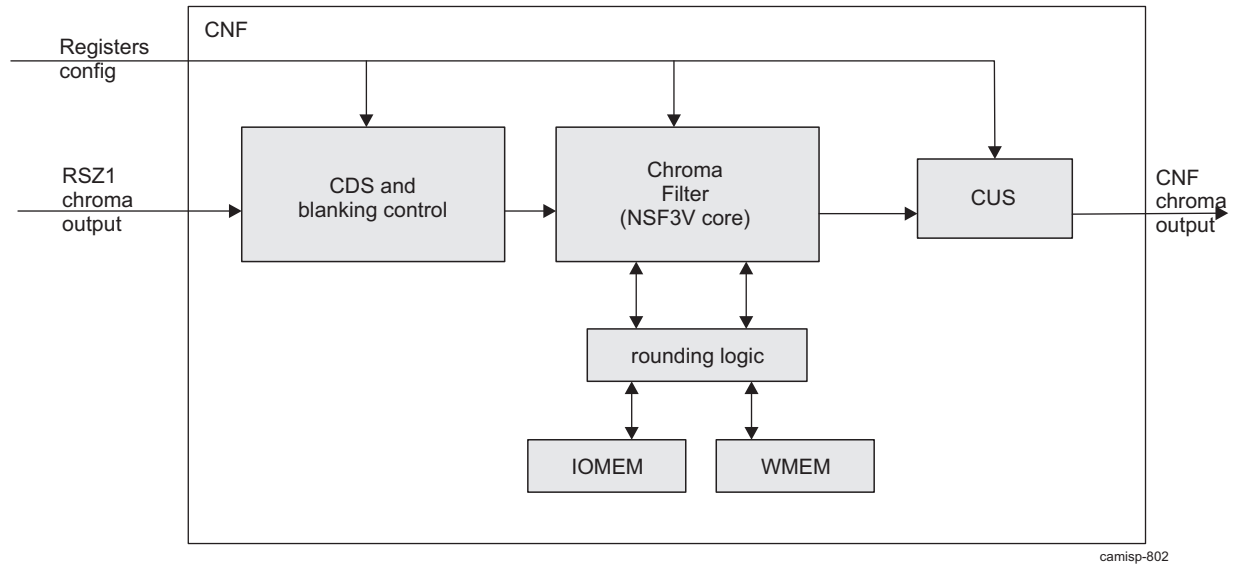 CNF
Registers
config
CDS and
blanking control
Chroma
Filter
(NSF3V core)
CUS
RSZ1
chroma
output
CNF
chroma
output
rounding logic
IOMEM
WMEM
camisp-802